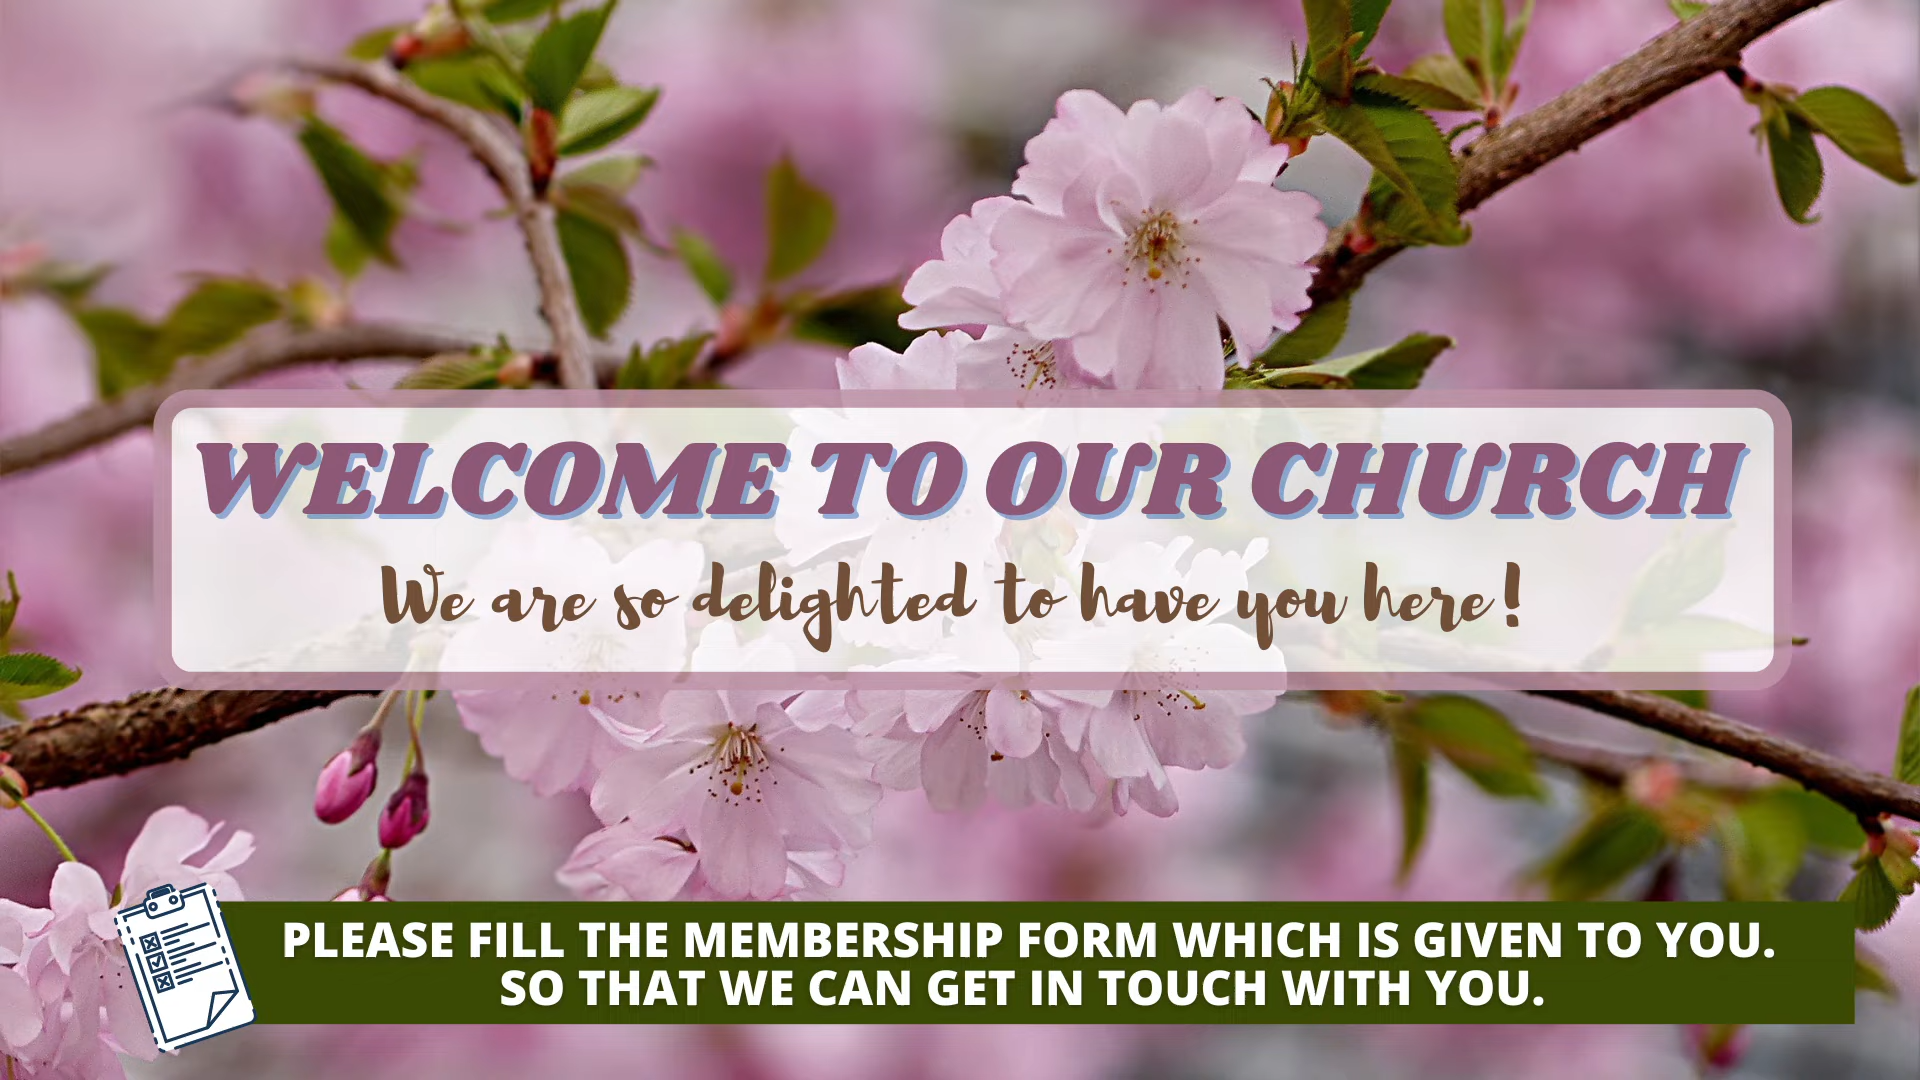 WELCOME TO OUR CHURCH
We are so delighted to have you here!
PLEASE FILL THE MEMBERSHIP FORM WHICH IS GIVEN TO YOU.
SO THAT WE CAN GET IN TOUCH WITH YOU.